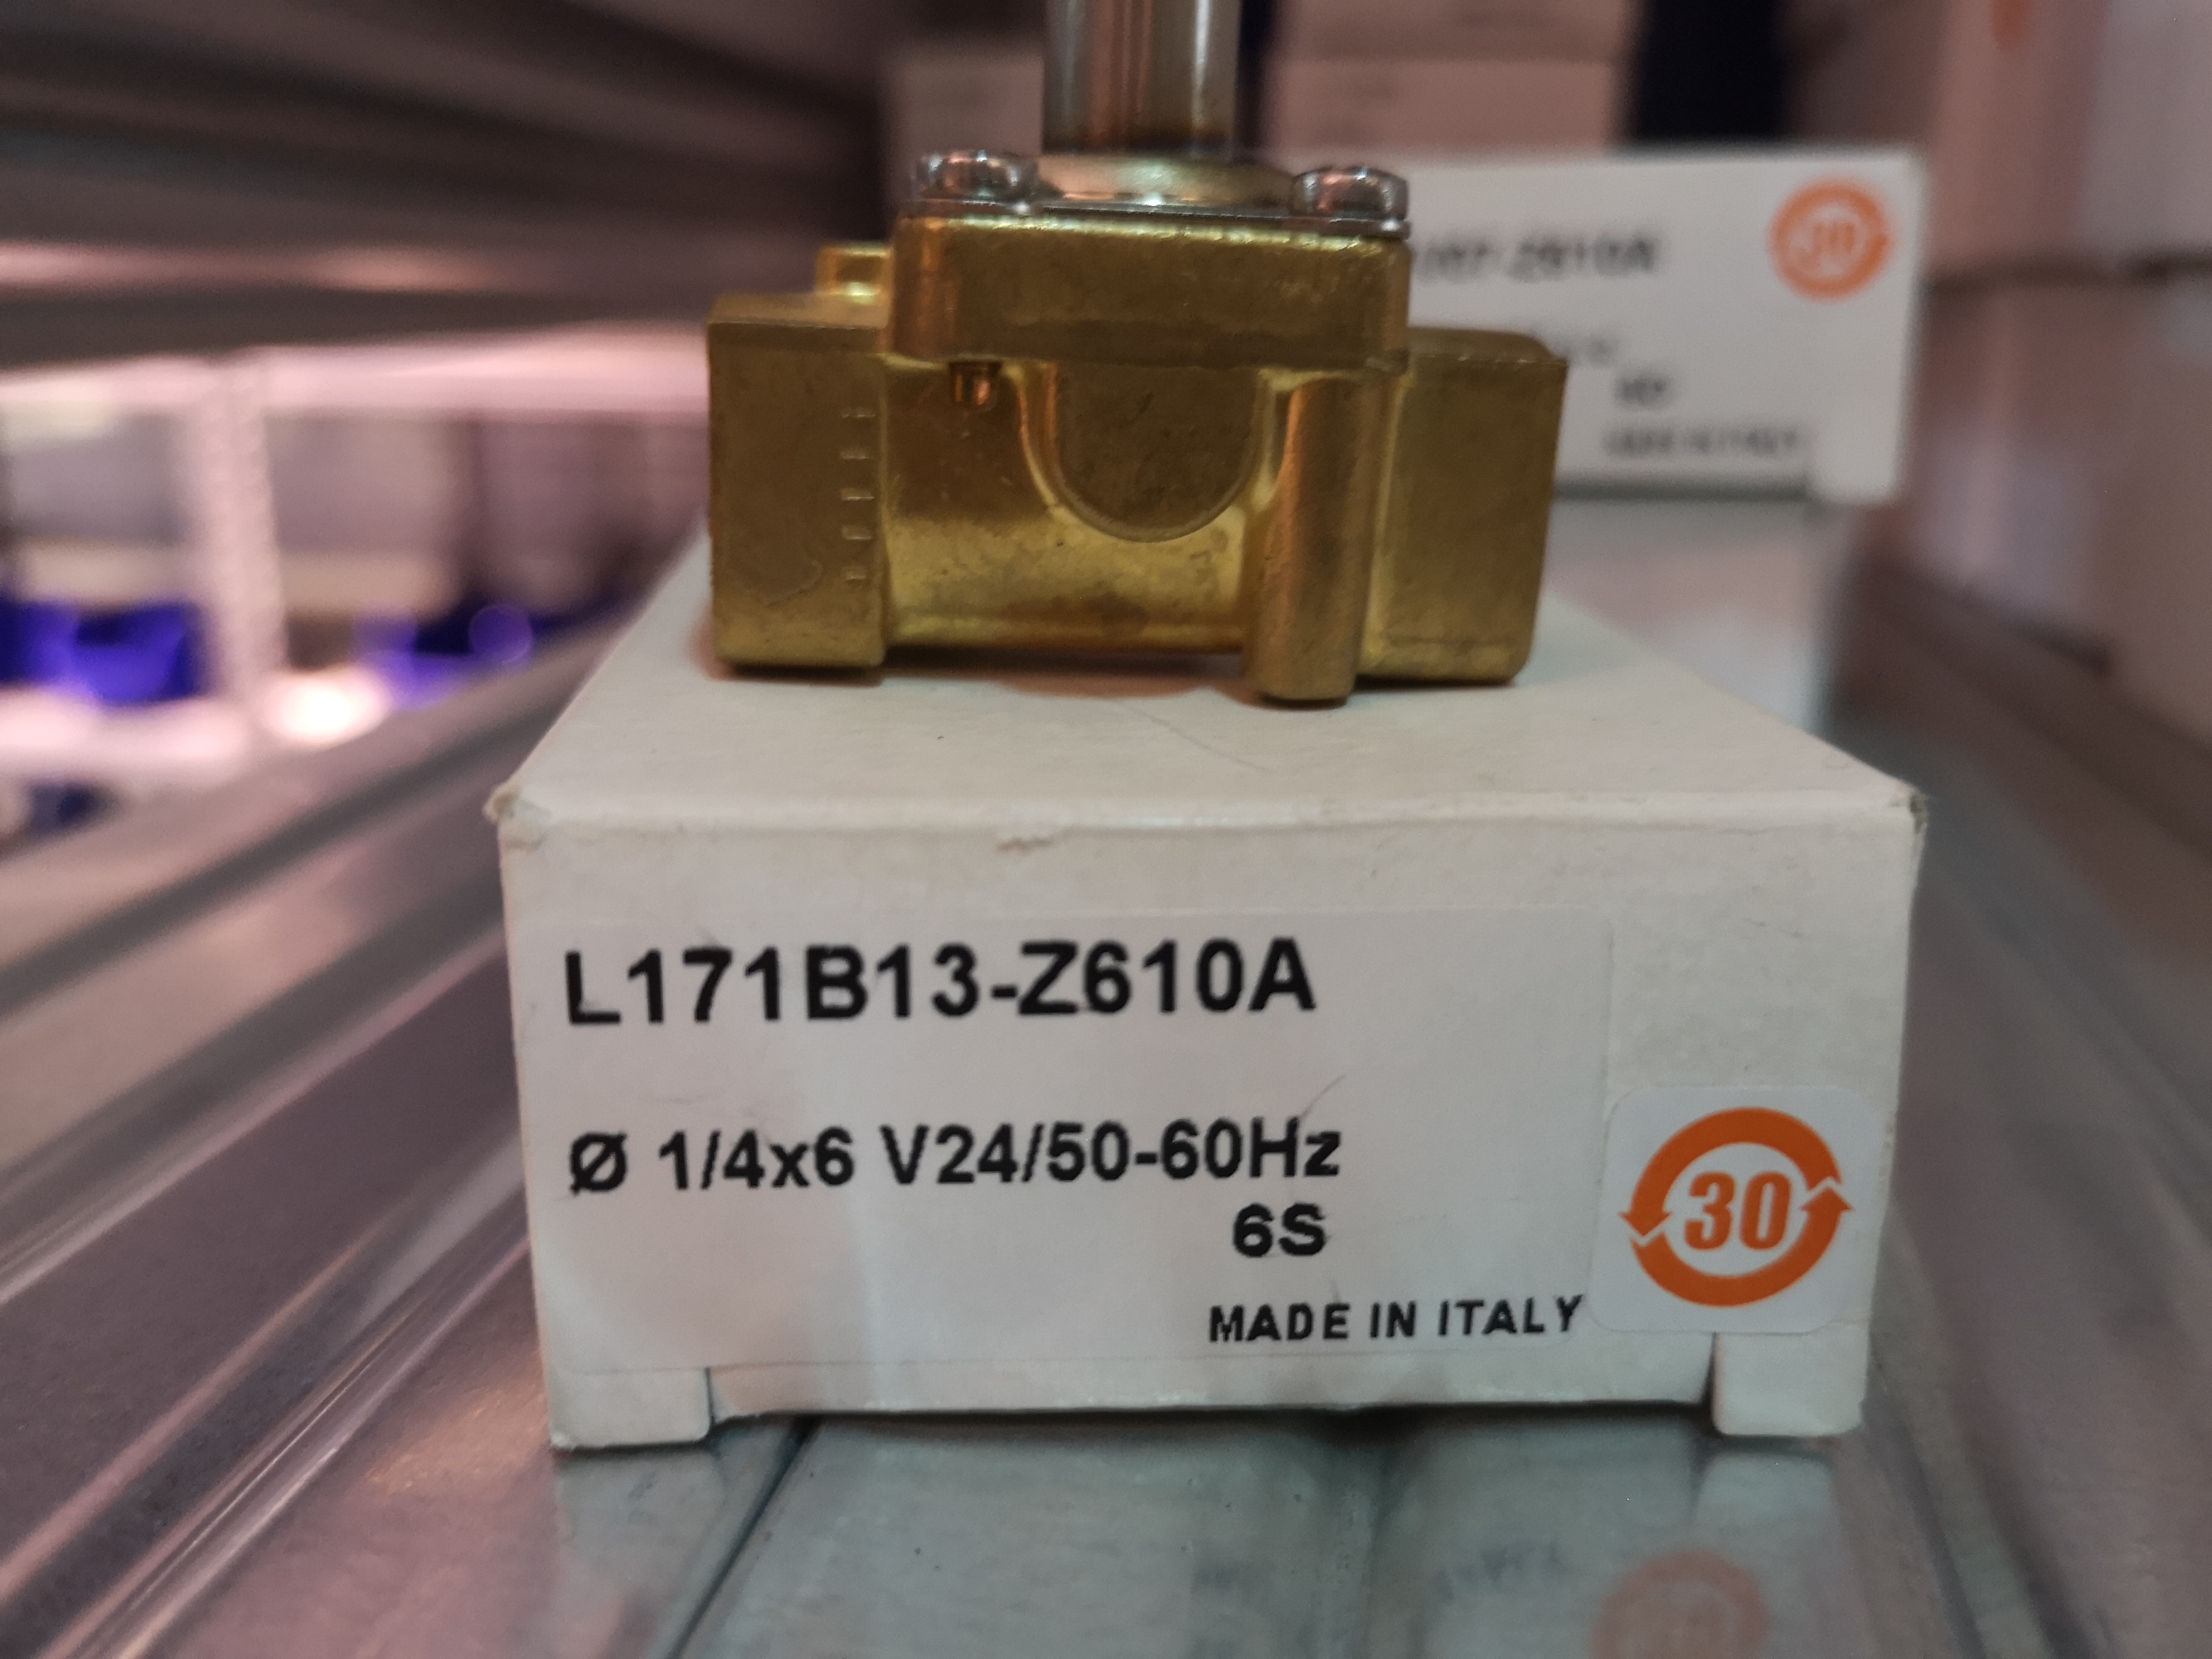 L171B13-Z610A
Ø 1/4x6 V24/50-60Hz
6S
MADE IN ITALY
30